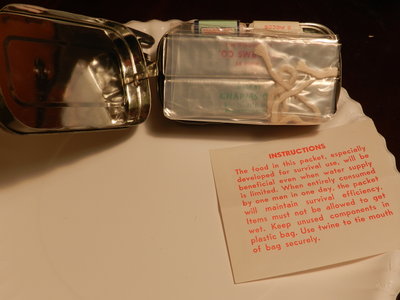 CHARMS C
INSTRUCTIONS
The food in this packet, especially
developed for survival use, will be
beneficial even when water supply
is limited. When entirely consumed
by one man in one day, the packet
will maintain survival efficiency.
Items must not be allowed to get
wet. Keep unused components in
plastic bag. Use twine to tie mouth
of bag securely.